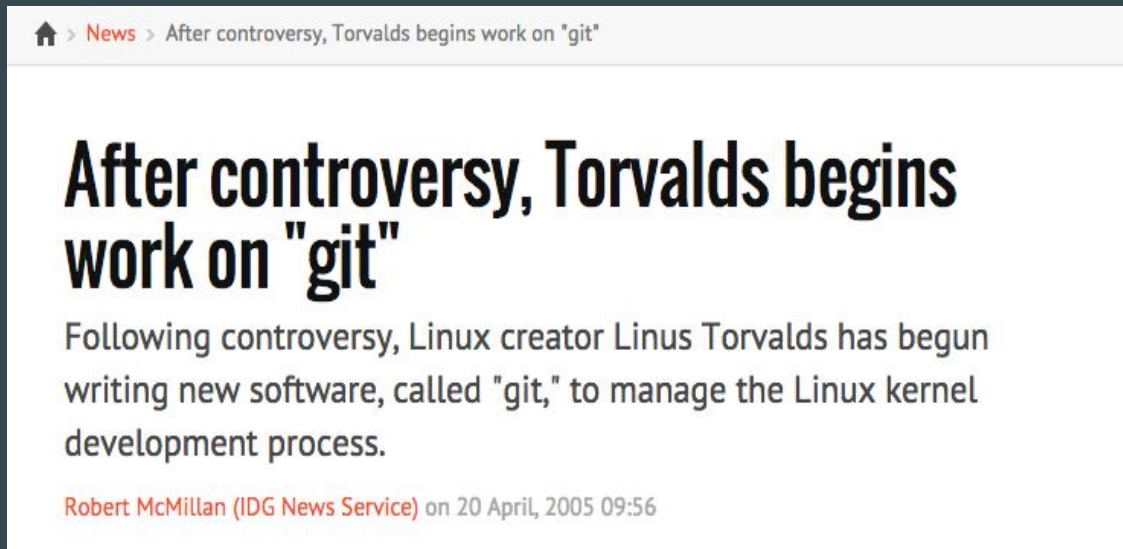 > News > After controversy, Torvalds begins work on "git"
After controversy, Torvalds begins
work on "git"
Following controversy, Linux creator Linus Torvalds has begun
writing new software, called "git," to manage the Linux kernel
development process.
Robert McMillan (IDG News Service) on 20 April, 2005 09:56